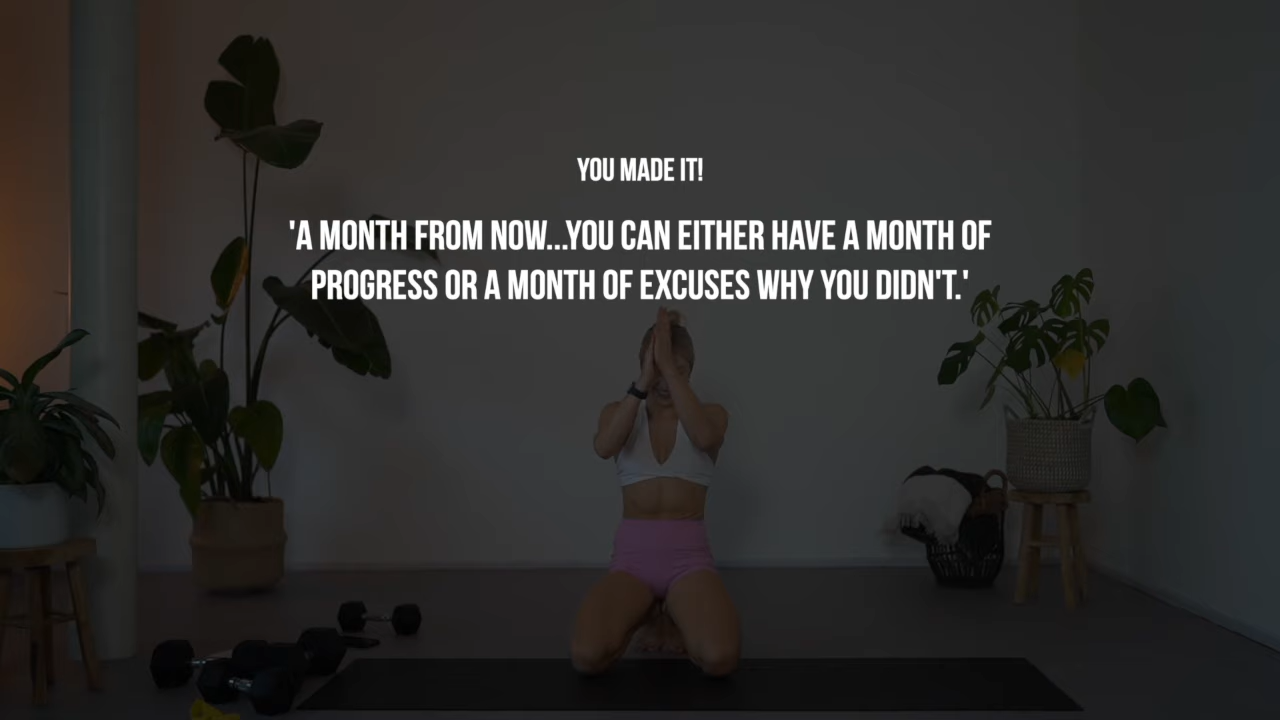 YOU MADE IT!
'A MONTH FROM NOW...YOU CAN EITHER HAVE A MONTH OF
PROGRESS OR A MONTH OF EXCUSES WHY YOU DIDN'T.'